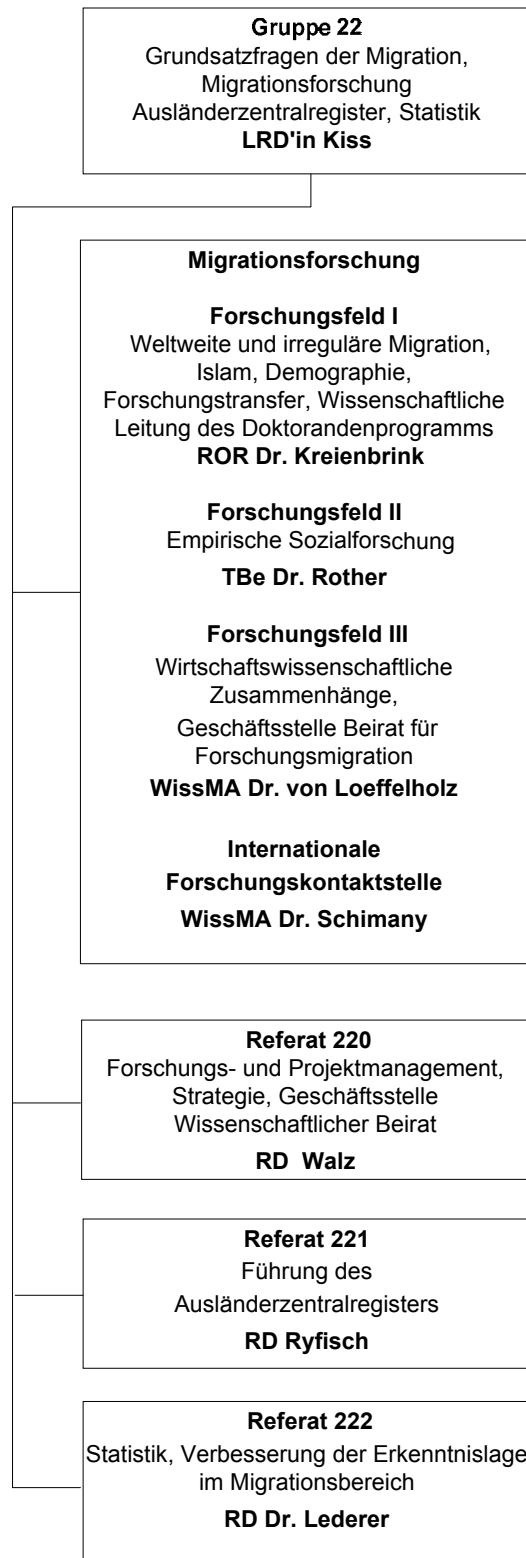 Gruppe 22
Grundsatzfragen der Migration,
Migrationsforschung
Ausländerzentralregister, Statistik
LRD'in Kiss
Migrationsforschung
Forschungsfeld I
Weltweite und irreguläre Migration,
Islam, Demographie,
Forschungstransfer, Wissenschaftliche
Leitung des Doktorandenprogramms
ROR Dr. Kreienbrink
Forschungsfeld II
Empirische Sozialforschung
TBe Dr. Rother
Forschungsfeld III
Wirtschaftswissenschaftliche
Zusammenhänge,
Geschäftsstelle Beirat für
Forschungsmigration
WissMA Dr. von Loeffelholz
Internationale
Forschungskontaktstelle
WissMA Dr. Schimany
Referat 220
Forschungs- und Projektmanagement,
Strategie, Geschäftsstelle
Wissenschaftlicher Beirat
RD Walz
Referat 221
Führung des
Ausländerzentralregisters
RD Ryfisch
Referat 222
Statistik, Verbesserung der Erkenntnislage
im Migrationsbereich
RD Dr. Lederer